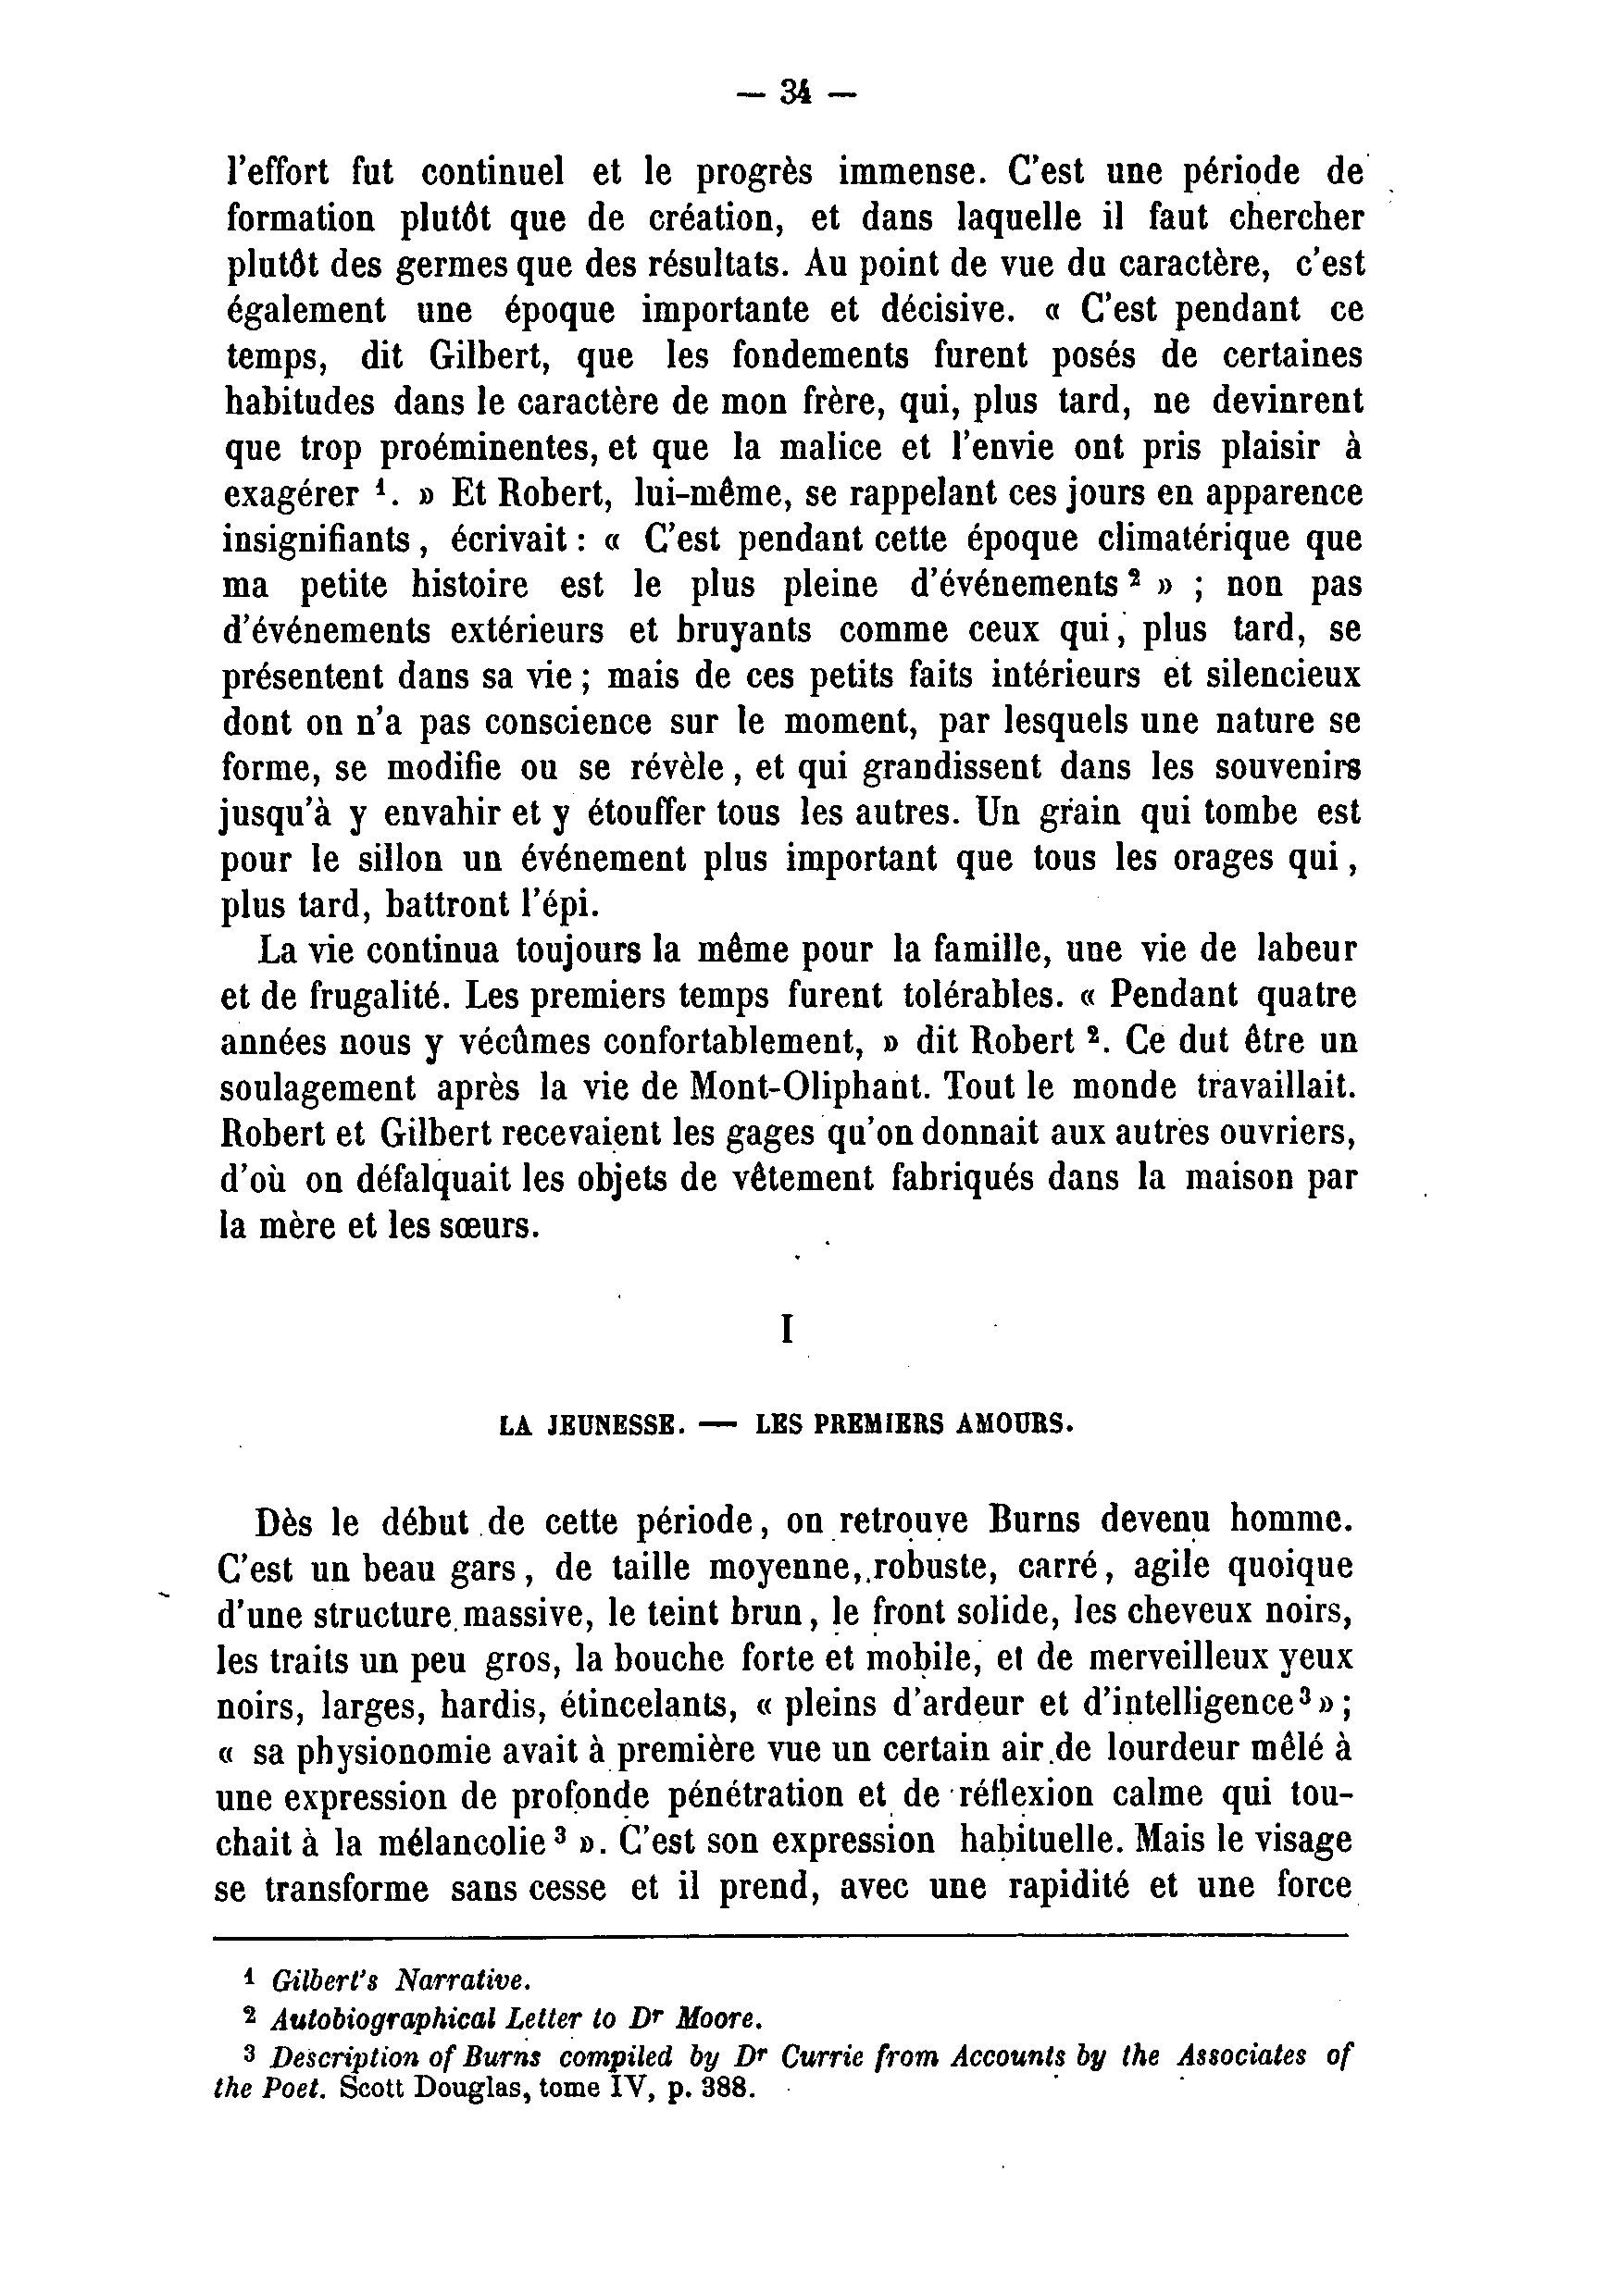 — 34 —
l'effort fut continuel et le progrès immense. C'est une période de
formation plutôt que de création, et dans laquelle il faut chercher
plutôt des germes que des résultats. Au point de vue du caractère, c'est
également une époque importante et décisive. « C'est pendant ce
temps, dit Gilbert, que les fondements furent posés de certaines
habitudes dans le caractère de mon frère, qui, plus tard, ne devinrent
que trop proéminentes, et que la malice et l'envie ont pris plaisir à
exagérer ¹. » Et Robert, lui-même, se rappelant ces jours en apparence
insignifiants, écrivait : « C'est pendant cette époque climatérique que
ma petite histoire est le plus pleine d'événements ² » ; non pas
d'événements extérieurs et bruyants comme ceux qui, plus tard, se
présentent dans sa vie ; mais de ces petits faits intérieurs et silencieux
dont on n'a pas conscience sur le moment, par lesquels une nature se
forme, se modifie ou se révèle, et qui grandissent dans les souvenirs
jusqu'à y envahir et y étouffer tous les autres. Un grain qui tombe est
pour le sillon un événement plus important que tous les orages qui,
plus tard, battront l'épi.
La vie continua toujours la même pour la famille, une vie de labeur
et de frugalité. Les premiers temps furent tolérables. « Pendant quatre
années nous y vécûmes confortablement, » dit Robert ². Ce dut être un
soulagement après la vie de Mont-Oliphant. Tout le monde travaillait.
Robert et Gilbert recevaient les gages qu'on donnait aux autres ouvriers,
d'où on défalquait les objets de vêtement fabriqués dans la maison par
la mère et les sœurs.
I
LA JEUNESSE. — LES PREMIERS AMOURS.
Dès le début de cette période, on retrouve Burns devenu homme.
C'est un beau gars, de taille moyenne, robuste, carré, agile quoique
d'une structure massive, le teint brun, le front solide, les cheveux noirs,
les traits un peu gros, la bouche forte et mobile, et de merveilleux yeux
noirs, larges, hardis, étincelants, « pleins d'ardeur et d'intelligence ³ » ;
« sa physionomie avait à première vue un certain air de lourdeur mêlé à
une expression de profonde pénétration et de réflexion calme qui tou-
chait à la mélancolie ³ ». C'est son expression habituelle. Mais le visage
se transforme sans cesse et il prend, avec une rapidité et une force
¹ Gilbert's Narrative.
² Autobiographical Letter to Dr Moore.
³ Description of Burns compiled by Dr Currie from Accounts by the Associates of
the Poet. Scott Douglas, tome IV, p. 388.